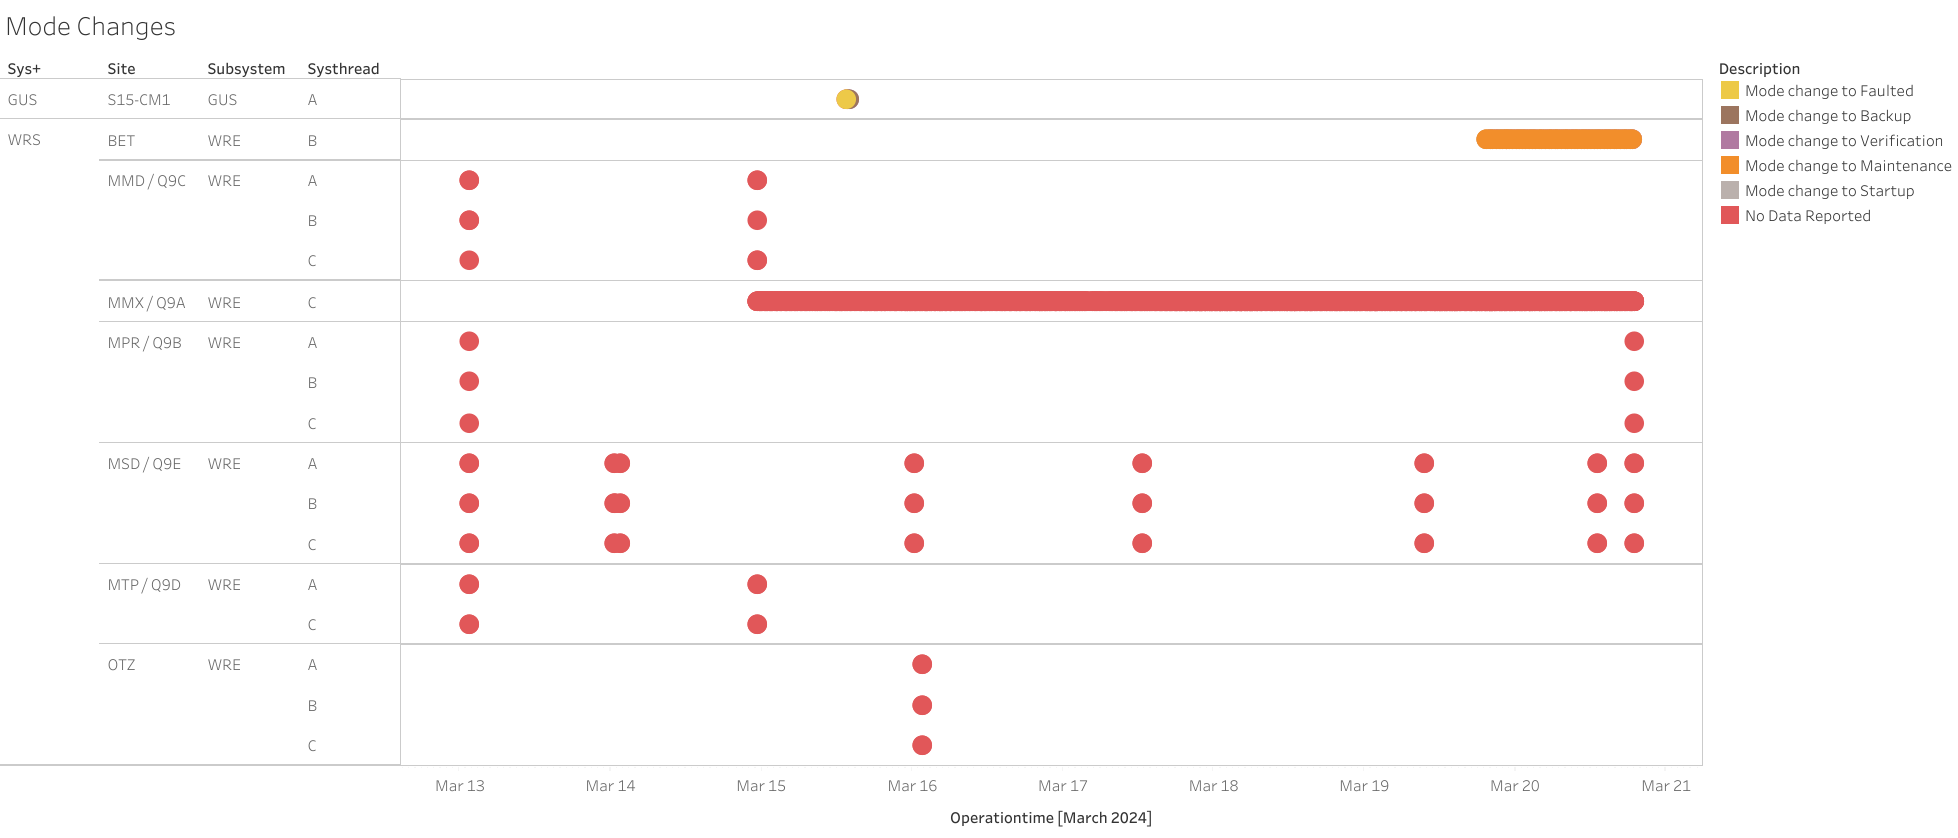 Mode Changes
Sys+ Site Subsystem Systhread
Description
GUS S15-CM1 GUS A
Mode change to Faulted
Mode change to Backup
WRS BET WRE B
Mode change to Verification
Mode change to Maintenance
MMD / Q9C WRE A
Mode change to Startup
B
No Data Reported
C
MMX / Q9A WRE C
MPR / Q9B WRE A
B
C
MSD / Q9E WRE A
B
C
MTP / Q9D WRE A
C
OTZ WRE A
B
C
Mar 13 Mar 14 Mar 15 Mar 16 Mar 17 Mar 18 Mar 19 Mar 20 Mar 21
Operationtime [March 2024]